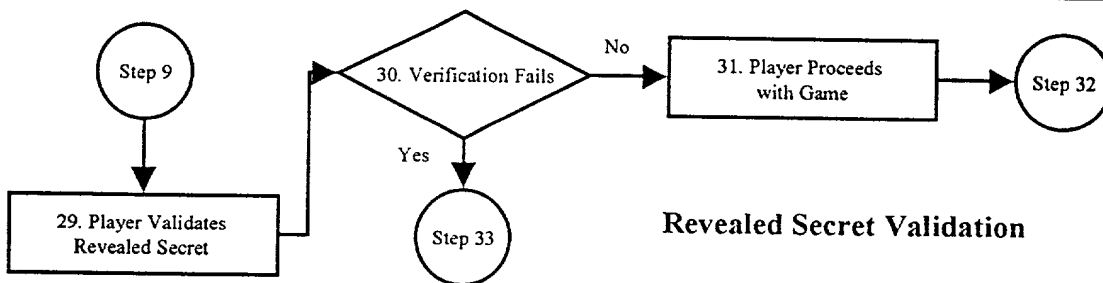 Step 9
29. Player Validates
Revealed Secret
30. Verification Fails
No
Yes
31. Player Proceeds
with Game
Step 32
Step 33
Revealed Secret Validation